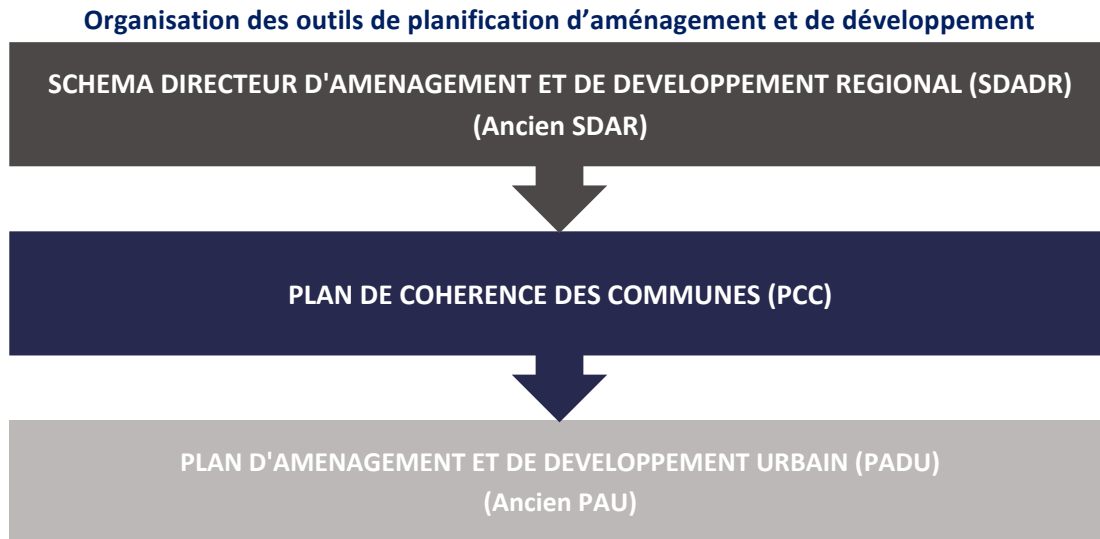 Organisation des outils de planification d’aménagement et de développement
SCHEMA DIRECTEUR D'AMENAGEMENT ET DE DEVELOPPEMENT REGIONAL (SDADR)
(Ancien SDAR)
PLAN DE COHERENCE DES COMMUNES (PCC)
PLAN D'AMENAGEMENT ET DE DEVELOPPEMENT URBAIN (PADU)
(Ancien PAU)